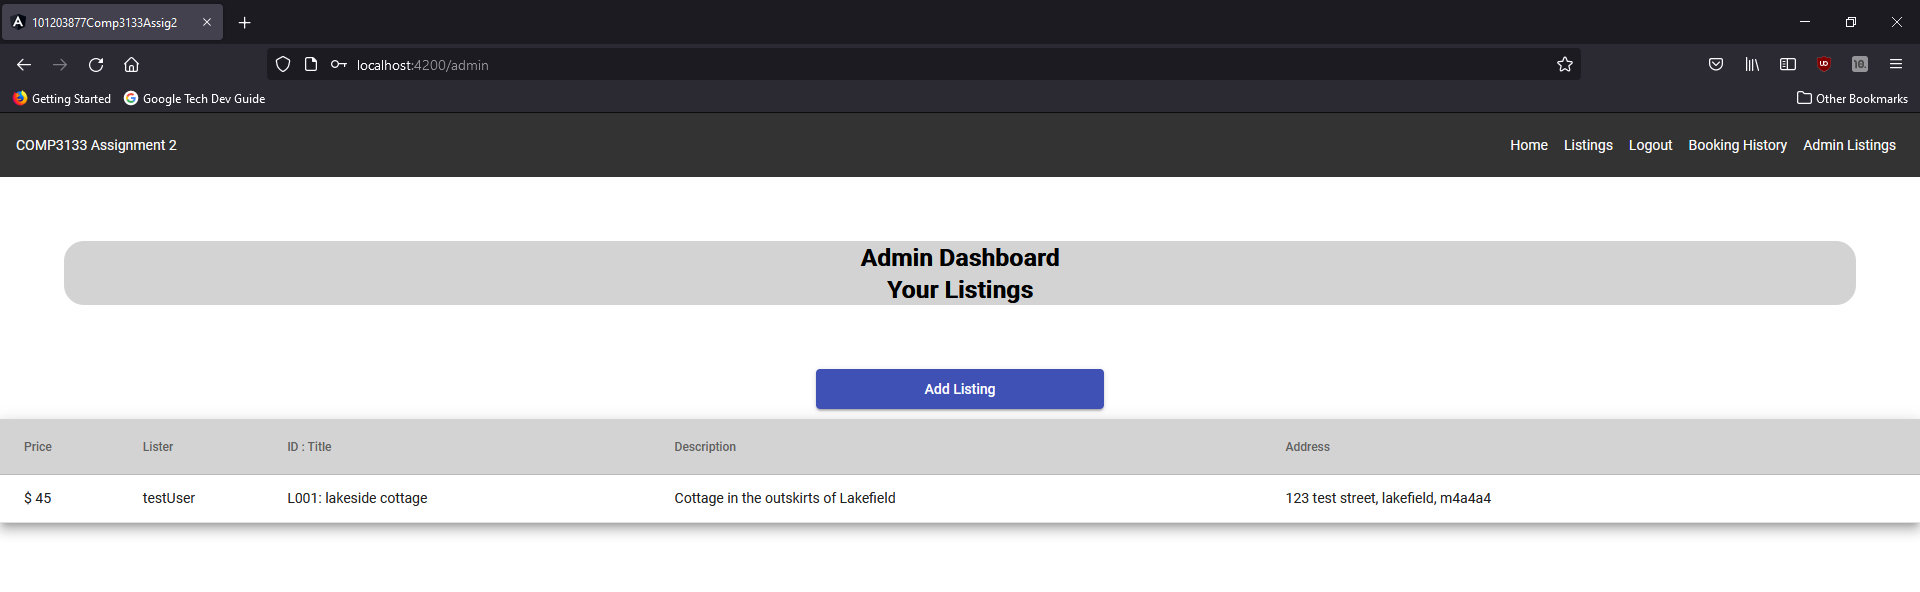 101203877Comp3133Assig2
localhost:4200/admin
Getting Started Google Tech Dev Guide Other Bookmarks
COMP3133 Assignment 2 Home Listings Logout Booking History Admin Listings
Admin Dashboard
Your Listings
Add Listing
Price Lister ID : Title Description Address
$ 45 testUser L001: lakeside cottage Cottage in the outskirts of Lakefield 123 test street, lakefield, m4a4a4